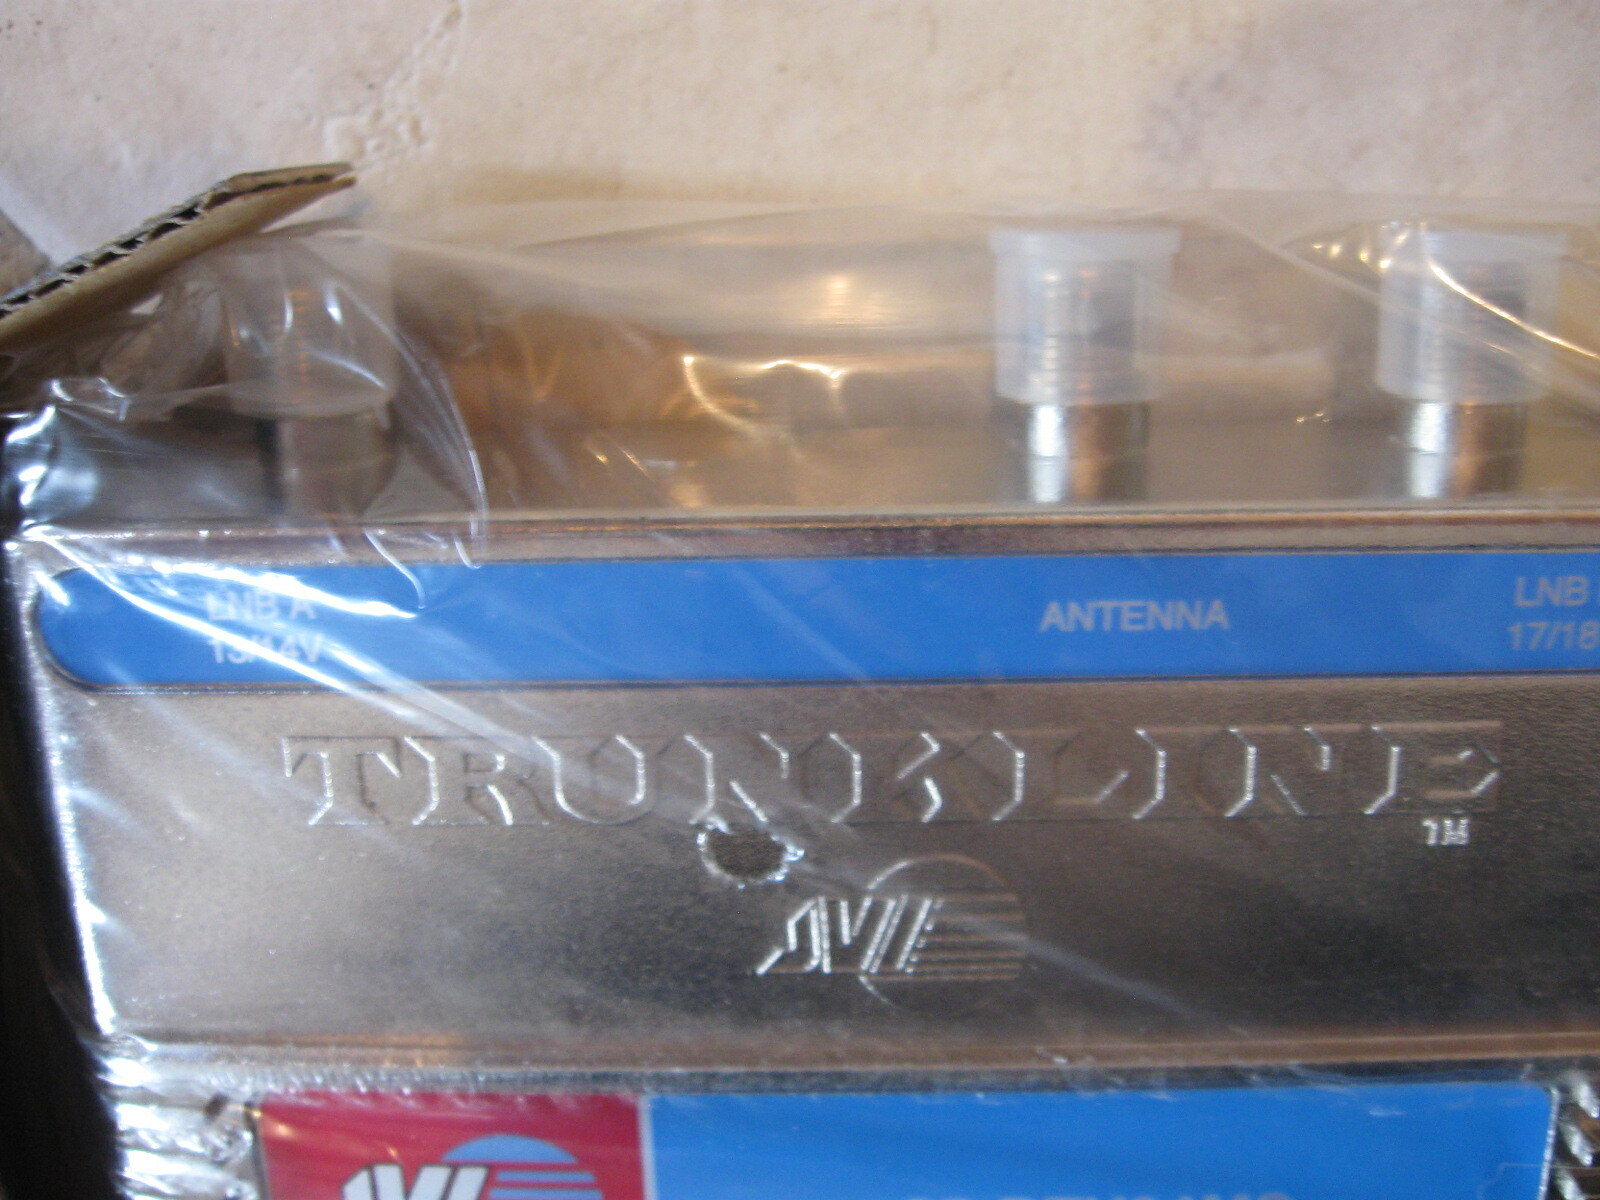 LNB A
13/14V
ANTENNA
LNB
17/18
TRUNKLINE
TM